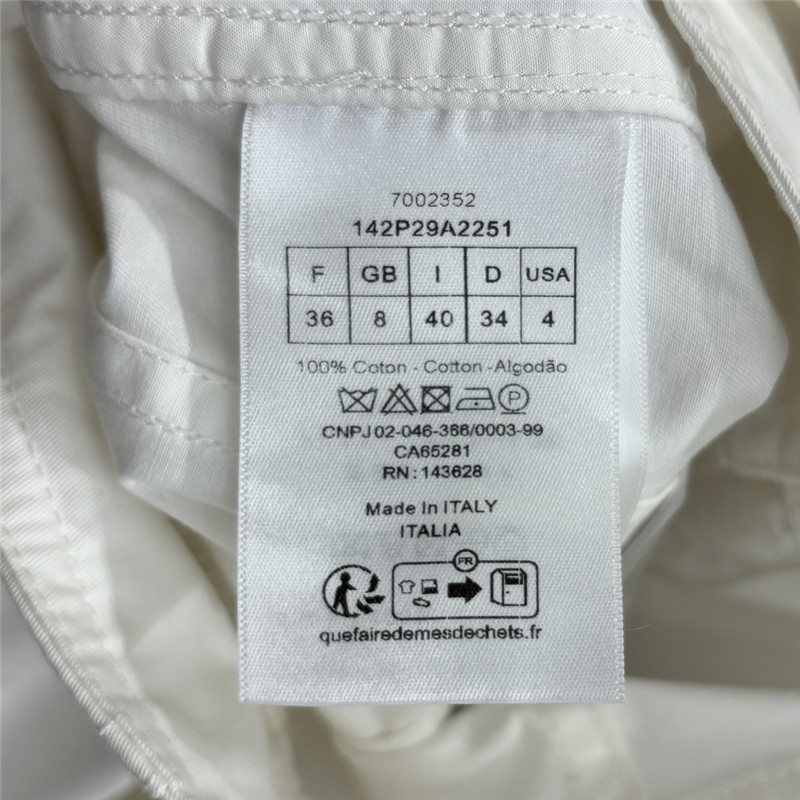 7002352
142P29A2251
F GB I D USA
36 8 40 34 4
100% Coton - Cotton - Algodão
P
CNPJ 02-046-366/0003-99
CA65281
RN : 143628
Made In ITALY
ITALIA
FR
quefairedemesdechets.fr